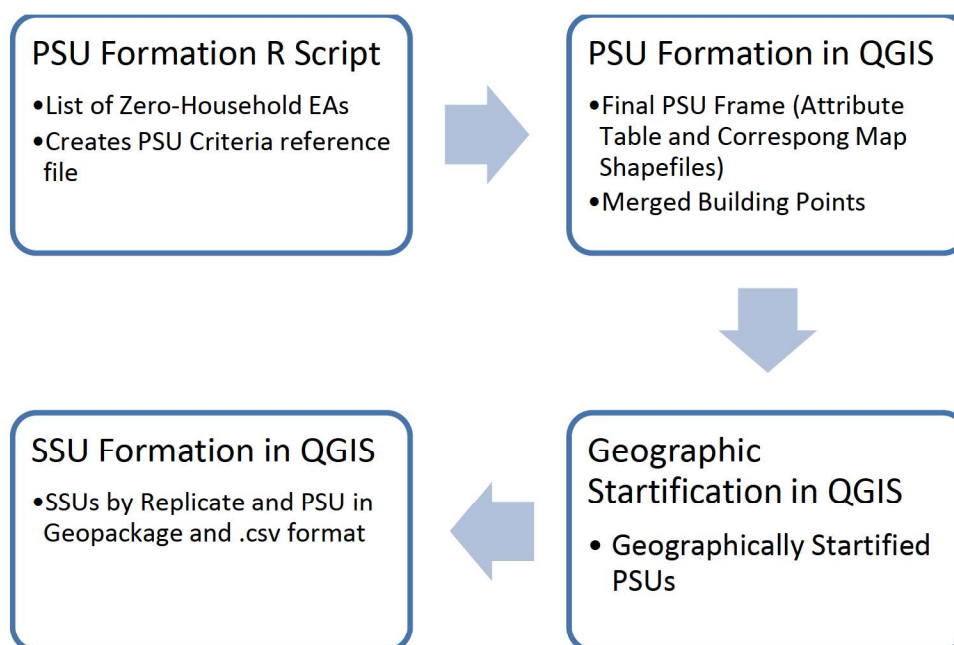 PSU Formation R Script
•List of Zero-Household EAs
•Creates PSU Criteria reference
file
PSU Formation in QGIS
•Final PSU Frame (Attribute
Table and Correspong Map
Shapefiles)
•Merged Building Points
Geographic
Startification in QGIS
• Geographically Startified
PSUs
SSU Formation in QGIS
•SSUs by Replicate and PSU in
Geopackage and .csv format